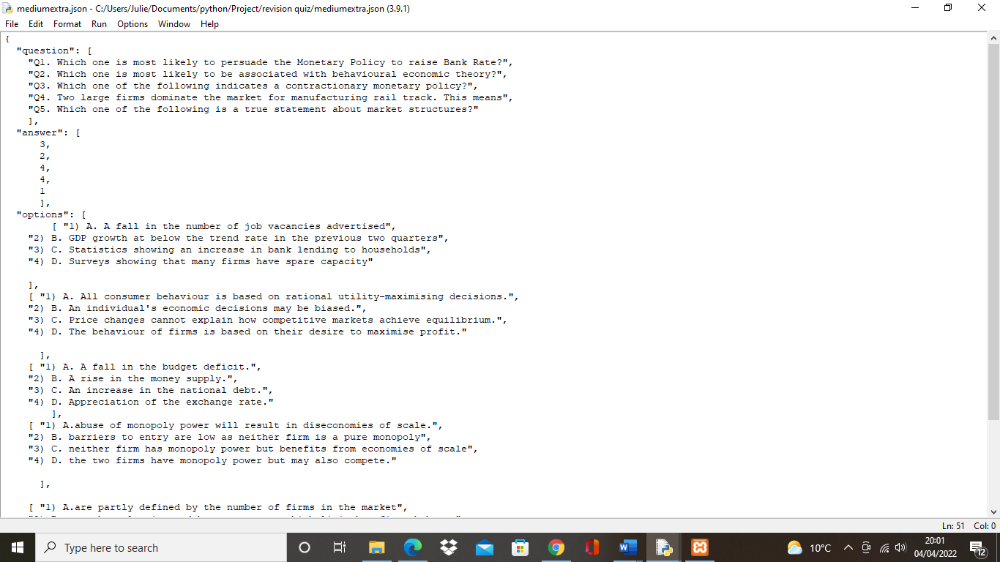 mediumextra.json - C:/Users/Julie/Documents/python/Project/revision quiz/mediumextra.json (3.9.1)
File Edit Format Run Options Window Help
{
"question": [
"Q1. Which one is most likely to persuade the Monetary Policy to raise Bank Rate?",
"Q2. Which one is most likely to be associated with behavioural economic theory?",
"Q3. Which one of the following indicates a contractionary monetary policy?",
"Q4. Two large firms dominate the market for manufacturing rail track. This means",
"Q5. Which one of the following is a true statement about market structures?"
],
"answer": [
3,
2,
4,
4,
1
],
"options": [
[ "1) A. A fall in the number of job vacancies advertised",
"2) B. GDP growth at below the trend rate in the previous two quarters",
"3) C. Statistics showing an increase in bank lending to households",
"4) D. Surveys showing that many firms have spare capacity"
],
[ "1) A. All consumer behaviour is based on rational utility-maximising decisions.",
"2) B. An individual's economic decisions may be biased.",
"3) C. Price changes cannot explain how competitive markets achieve equilibrium.",
"4) D. The behaviour of firms is based on their desire to maximise profit."
],
[ "1) A. A fall in the budget deficit.",
"2) B. A rise in the money supply.",
"3) C. An increase in the national debt.",
"4) D. Appreciation of the exchange rate."
],
[ "1) A.abuse of monopoly power will result in diseconomies of scale.",
"2) B. barriers to entry are low as neither firm is a pure monopoly",
"3) C. neither firm has monopoly power but benefits from economies of scale",
"4) D. the two firms have monopoly power but may also compete."
],
[ "1) A.are partly defined by the number of firms in the market",
Ln: 51 Col: 0
Type here to search
10°C
20:01
04/04/2022
12